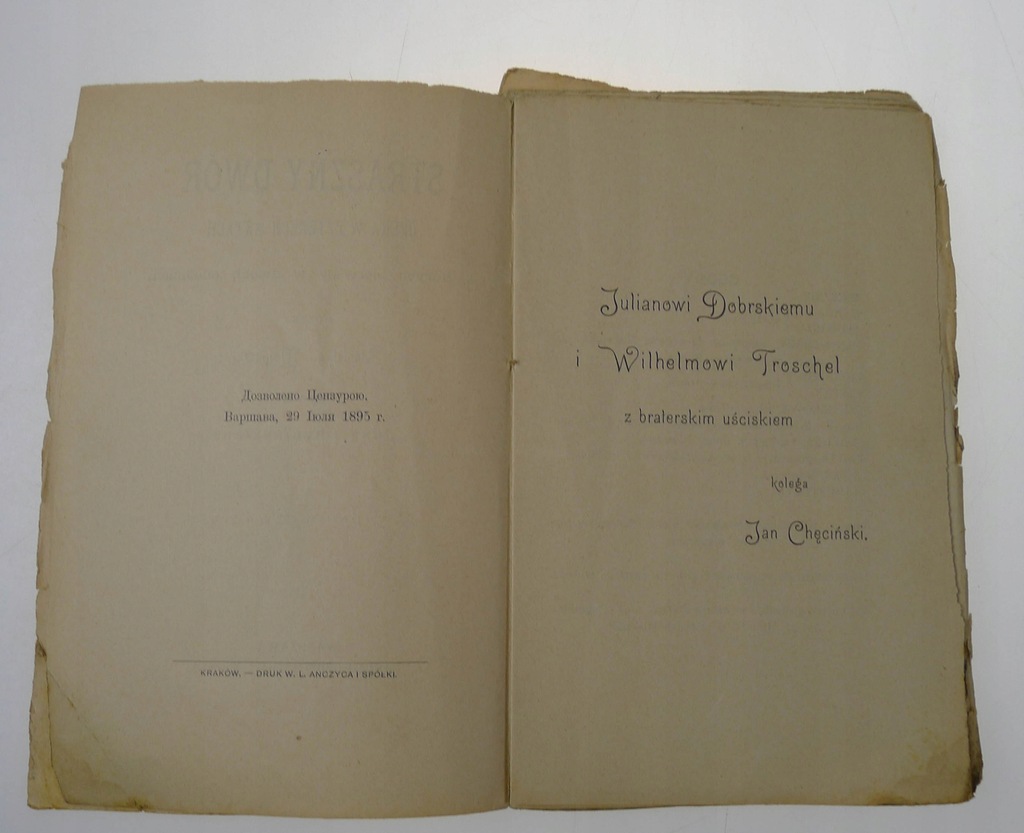 Дозволено Цензурою.
Варшава, 29 Іюля 1895 г.
KRAKÓW. — DRUK W. L. ANCZYCA I SPÓŁKI.
Julianowi Dobrskiemu
i Wilhelmowi Troschel
z braterskim uściskiem
kolega
Jan Chęciński.